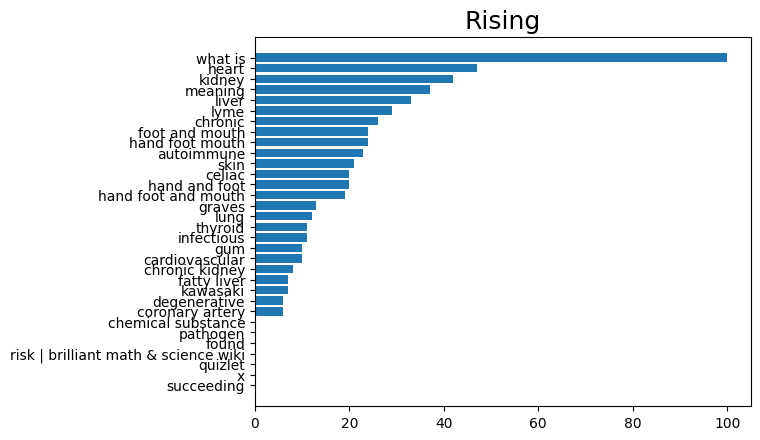 Rising
what is
heart
kidney
meaning
liver
lyme
chronic
foot and mouth
hand foot mouth
autoimmune
skin
celiac
hand and foot
hand foot and mouth
graves
lung
thyroid
infectious
gum
cardiovascular
chronic kidney
fatty liver
kawasaki
degenerative
coronary artery
chemical substance
pathogen
found
risk | brilliant math & science wiki
quizlet
x
succeeding
0 20 40 60 80 100